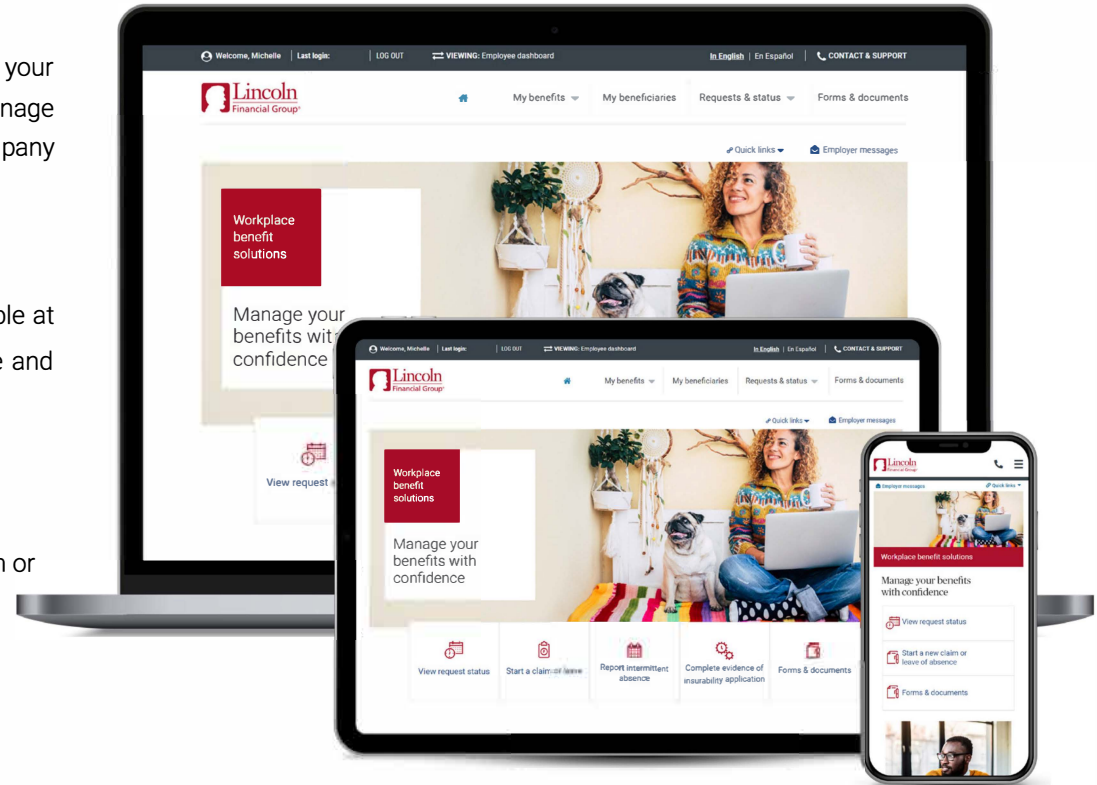 your
nage
pany
ple at
e and
n or
Welcome, Michelle | Last login: | LOG OUT VIEWING: Employee dashboard In English | En Español | CONTACT & SUPPORT
Lincoln
Financial Group®
My benefits My beneficiaries Requests & status Forms & documents
Quick links Employer messages
Workplace
benefit
solutions
Manage your
benefits with
confidence
View request
Welcome, Michelle | Last login: | LOG OUT VIEWING: Employee dashboard In English | En Español | CONTACT & SUPPORT
Lincoln
Financial Group®
My benefits My beneficiaries Requests & status Forms & documents
Quick links Employer messages
Workplace
benefit
solutions
Manage your
benefits with
confidence
View request status
Start a claim or leave
Report intermittent
absence
Complete evidence of
insurability application
Forms & documents
Lincoln
Financial Group®
Employer messages Quick links
Workplace benefit solutions
Manage your benefits
with confidence
View request status
Start a new claim or
leave of absence
Forms & documents